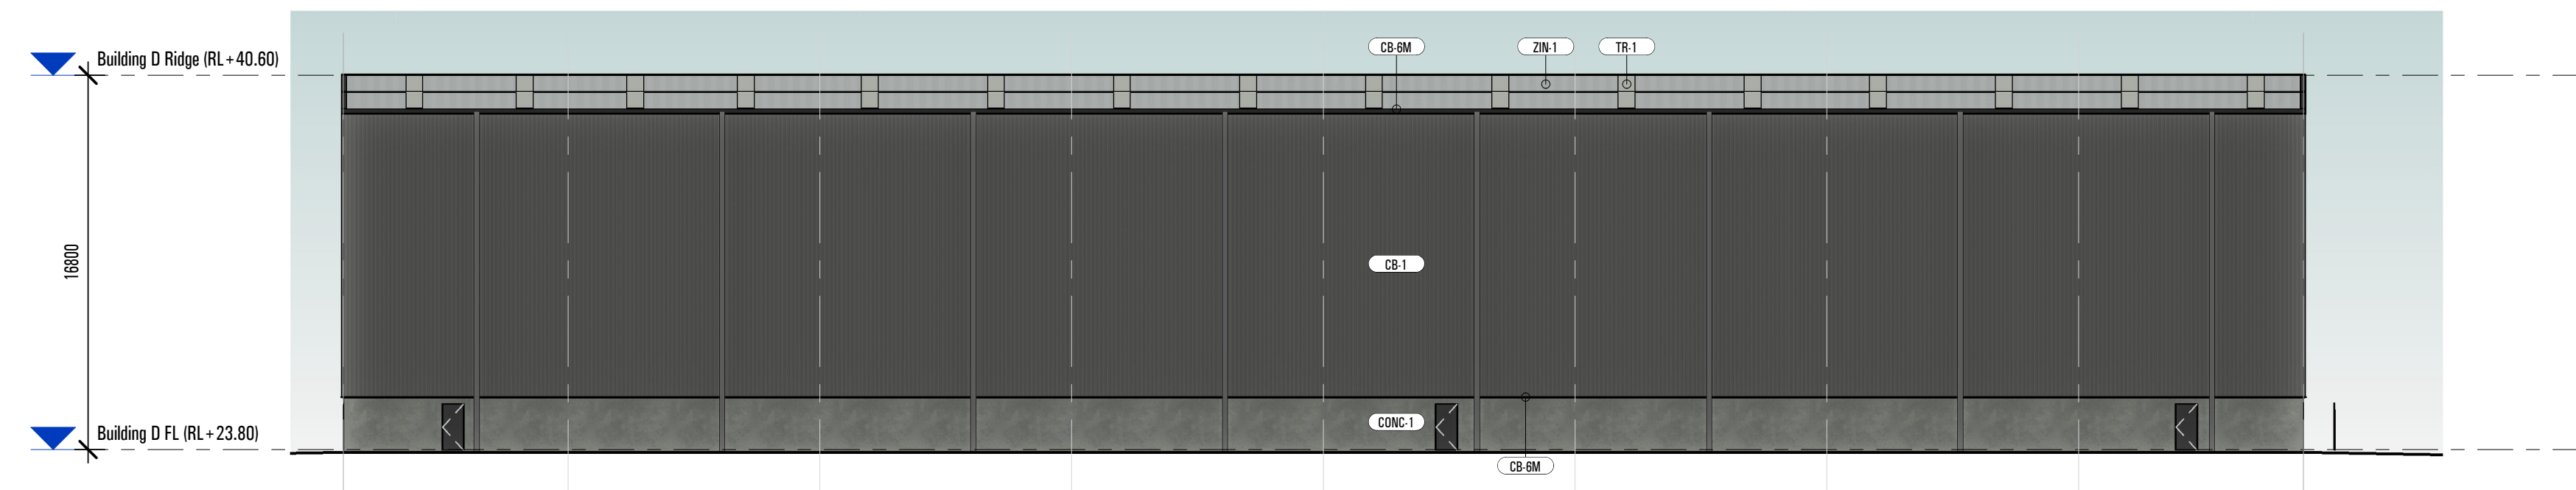 Building D Ridge (RL+40.60)
CB-6M
ZIN-1
TR-1
16800
CB-1
CONC-1
Building D FL (RL+23.80)
CB-6M